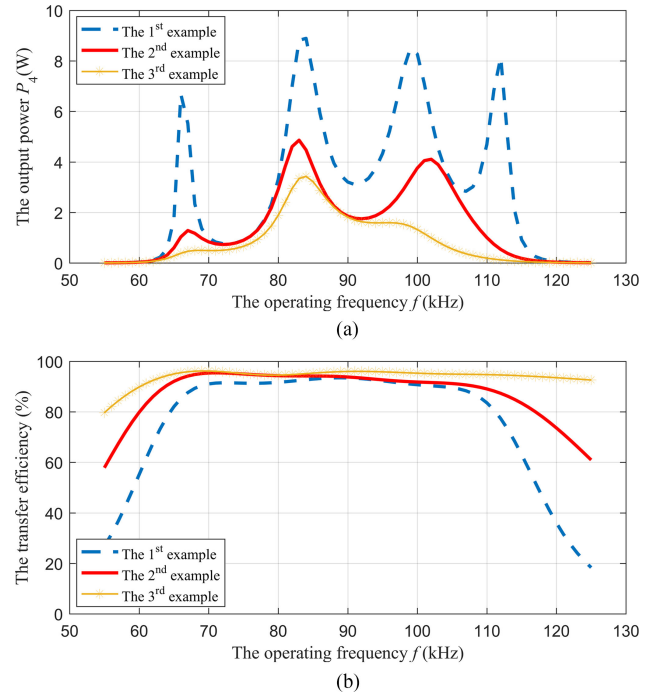 The output power P4(W)
10
8
6
4
2
0
The 1st example
The 2nd example
The 3rd example
50 60 70 80 90 100 110 120 130
The operating frequency f (kHz)
(a)
The transfer efficiency (%)
100
80
60
40
20
0
The 1st example
The 2nd example
The 3rd example
50 60 70 80 90 100 110 120 130
The operating frequency f (kHz)
(b)